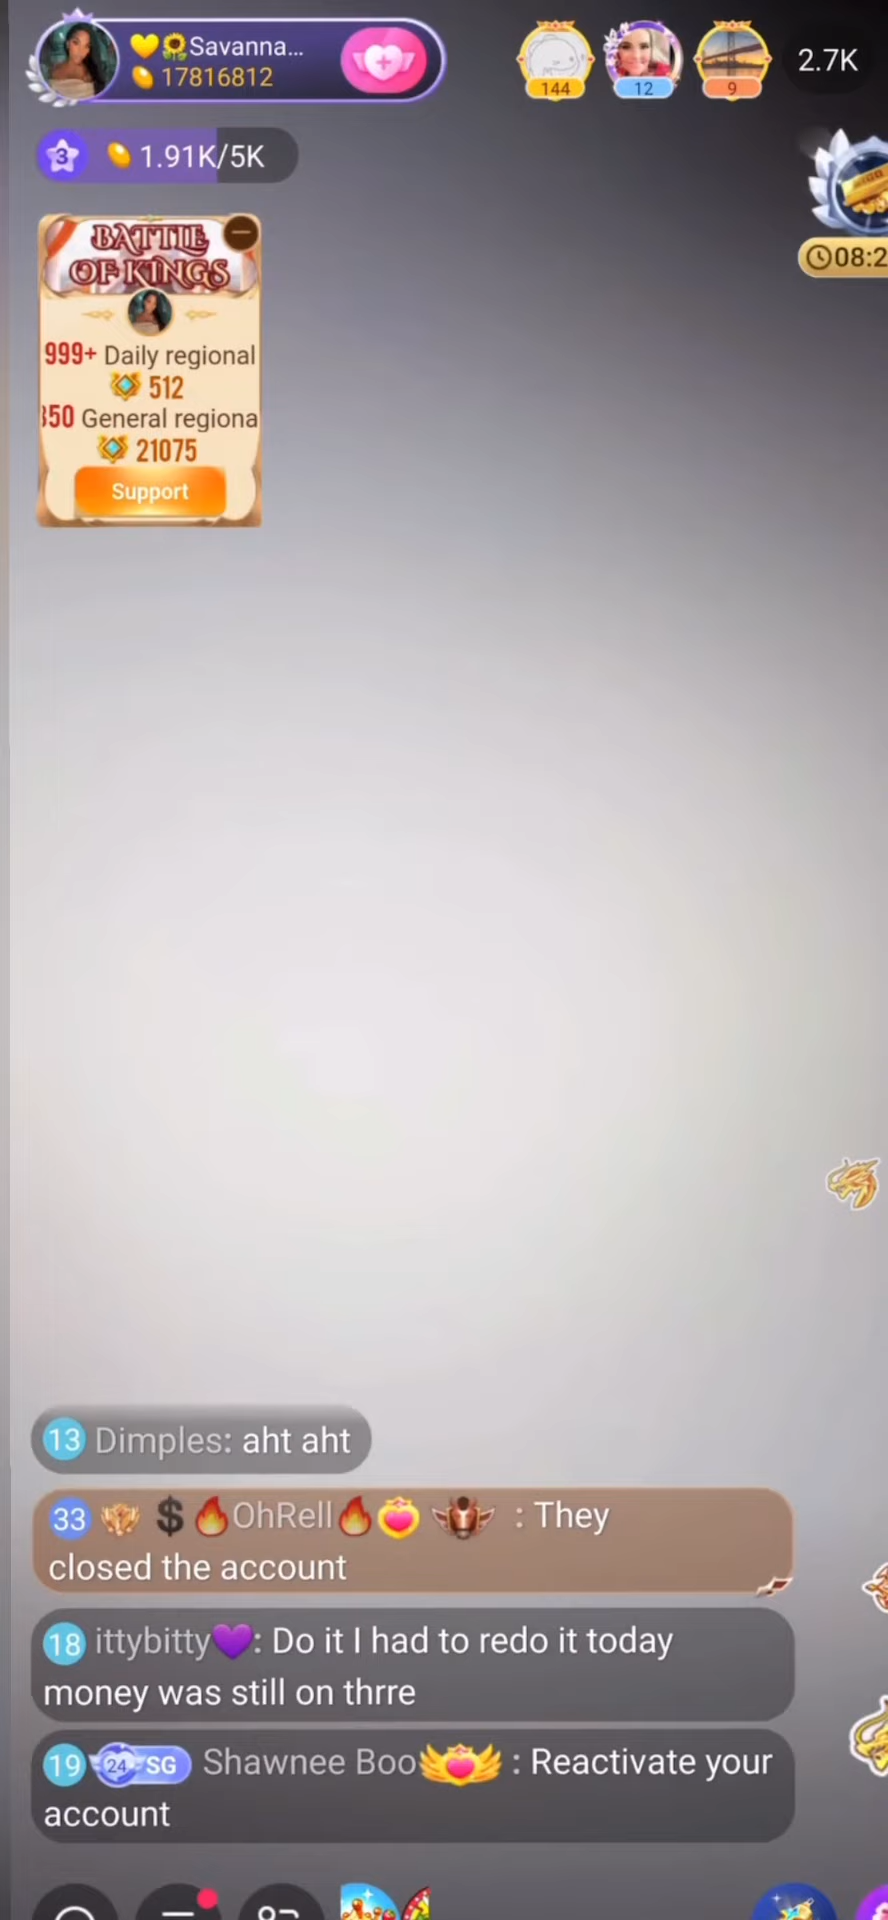 💛🌻Savanna...
17816812
144
12
9
2.7K
3
1.91K/5K
BATTLE
OF KINGS
999+ Daily regional
512
350 General regiona
21075
Support
08:2
13 Dimples: aht aht
33 💲🔥OhRell🔥 : They
closed the account
18 ittybitty💜: Do it I had to redo it today
money was still on thrre
19 24 SG Shawnee Boo : Reactivate your
account